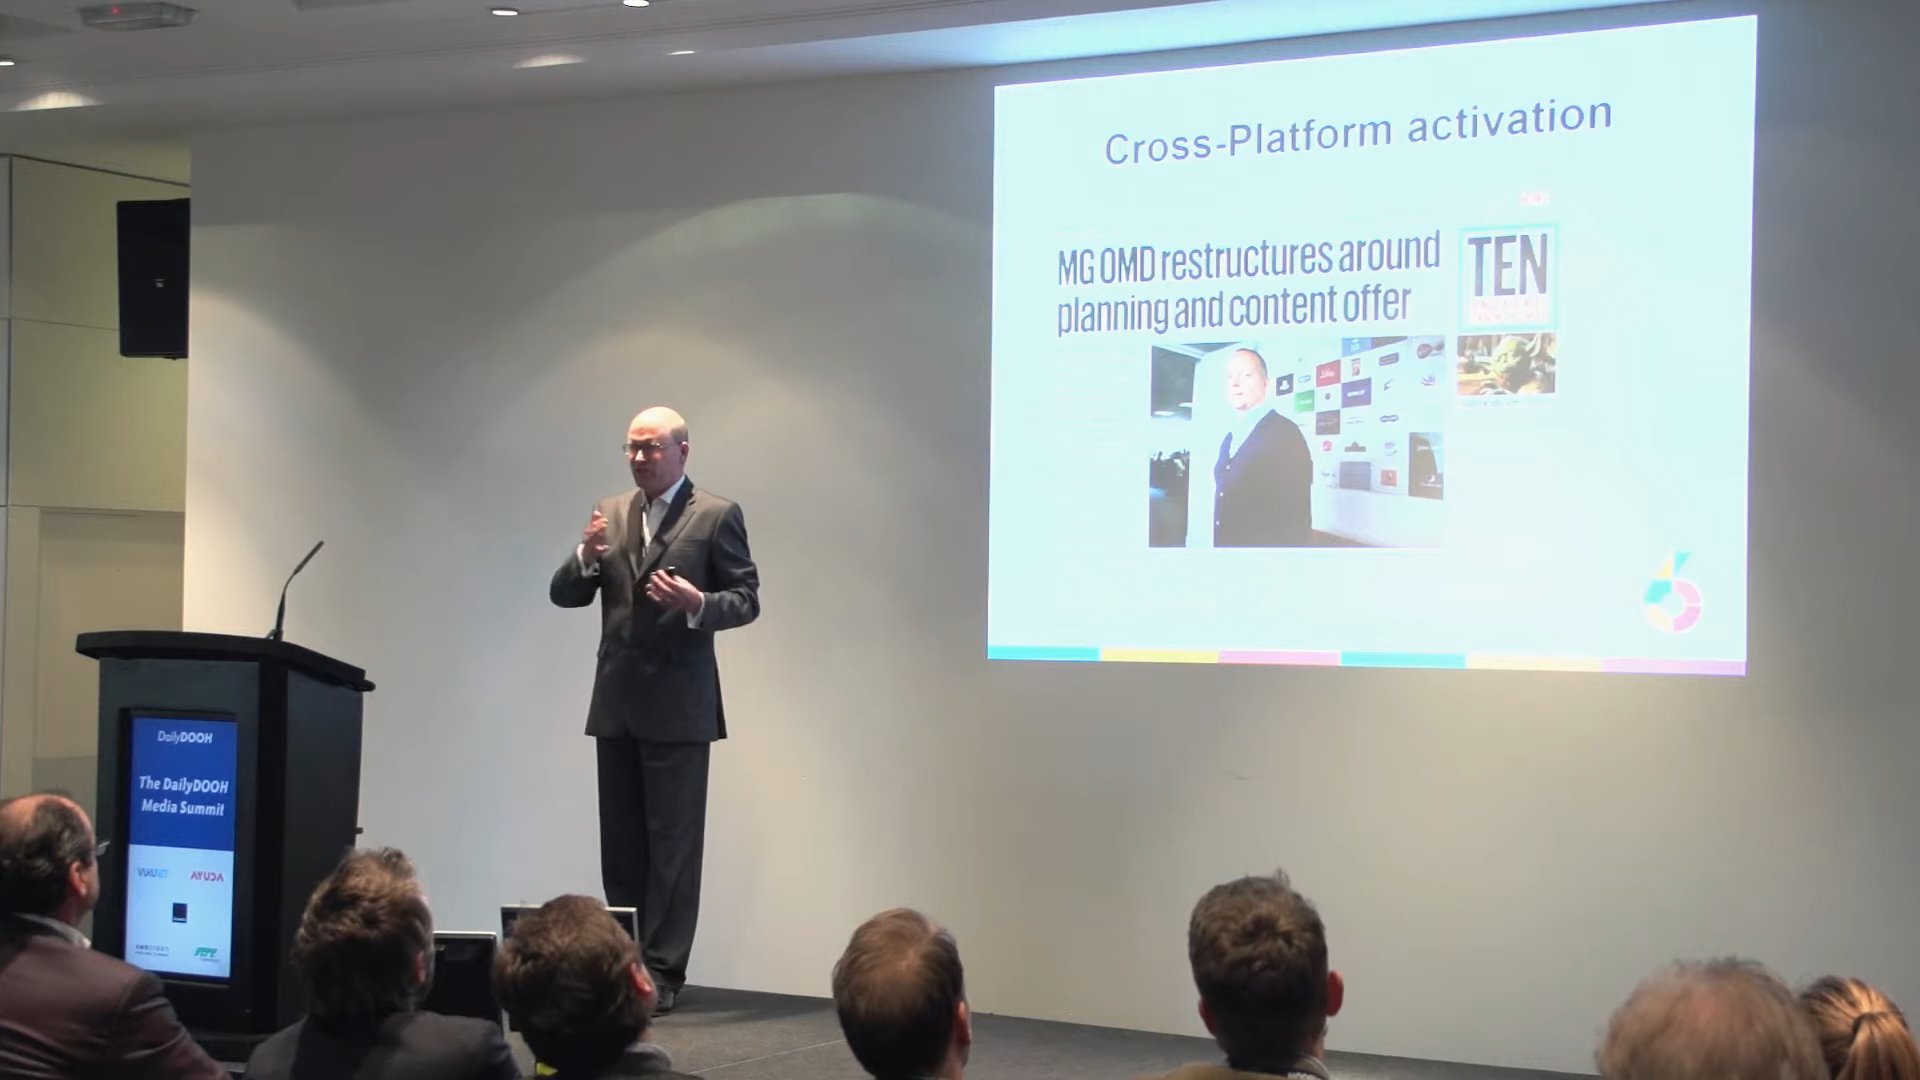 Cross-Platform activation
MG OMD restructures around
planning and content offer
TEN
DailyDOOH
The DailyDOOH
Media Summit
AYUDA